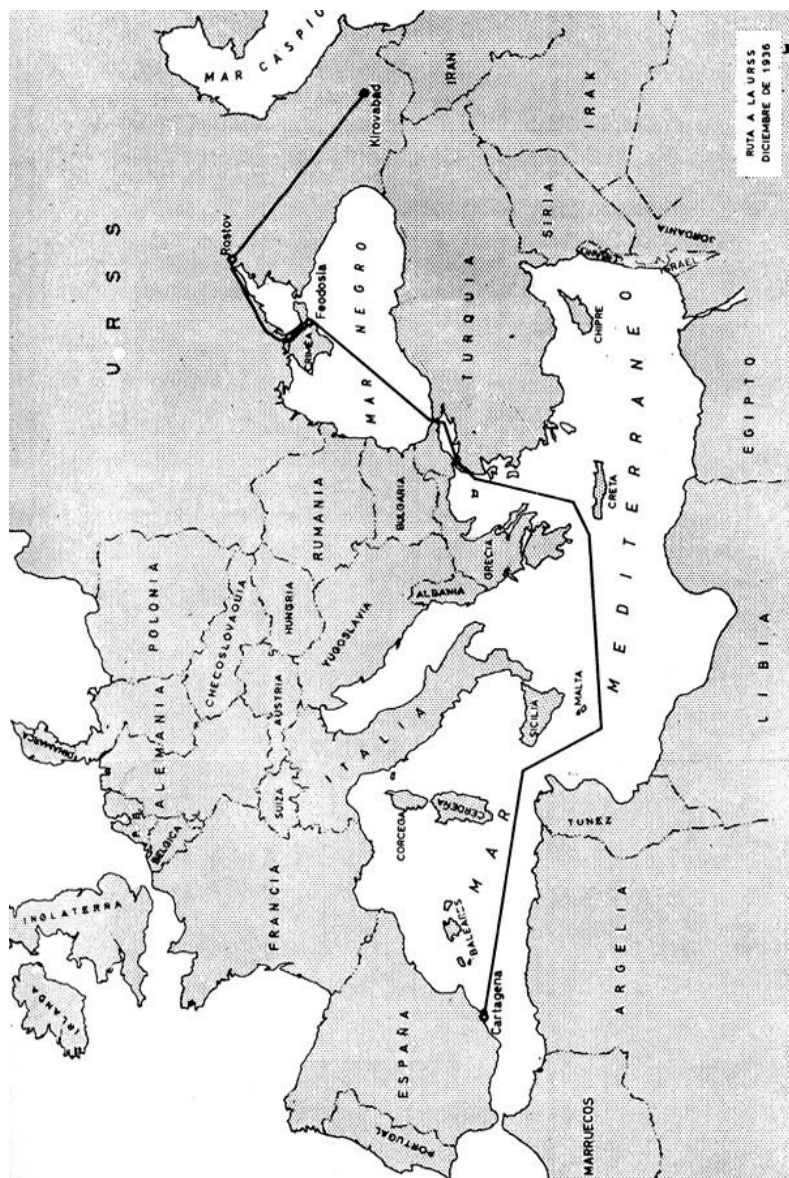 RUTA A LA URSS
DICIEMBRE DE 1936
MAR CASPIO
URSS
Kirovabad
Rostov
Feodosia
CRIMEA
MAR NEGRO
IRAN
IRAK
SIRIA
JORDANIA
ISRAEL
TURQUIA
CHIPRE
EGIPTO
CRETA
MAR MEDITERRANEO
LIBIA
RUMANIA
BULGARIA
GRECIA
ALBANIA
YUGOSLAVIA
HUNGRIA
POLONIA
CHECOSLOVAQUIA
AUSTRIA
ALEMANIA
DINAMARCA
SUIZA
ITALIA
SICILIA
MALTA
CORCEGA
CERDEÑA
TUNEZ
BELGICA
P. B.
INGLATERRA
IRLANDA
FRANCIA
BALEARES
Cartagena
ESPAÑA
PORTUGAL
ARGELIA
MARRUECOS